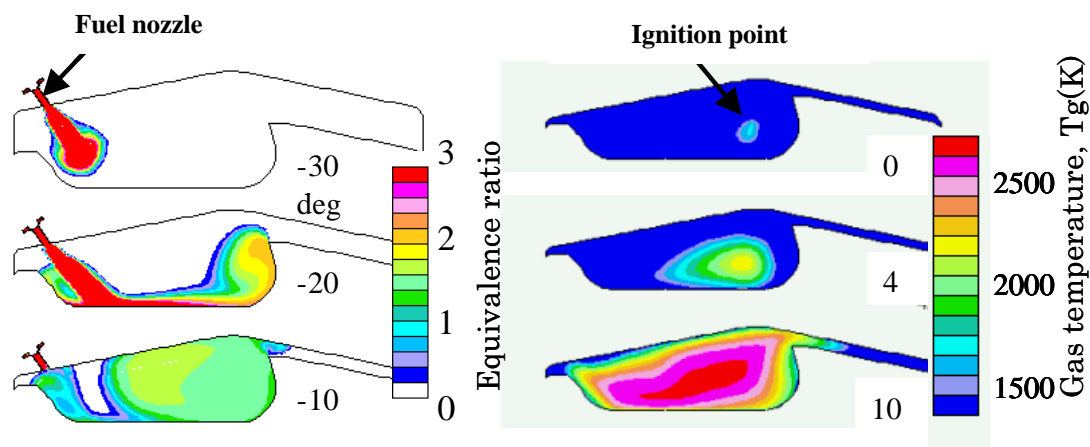 Fuel nozzle
-30
deg
-20
-10
3
2
1
0
Equivalence ratio
Ignition point
0
4
10
2500
2000
1500
Gas temperature, Tg(K)